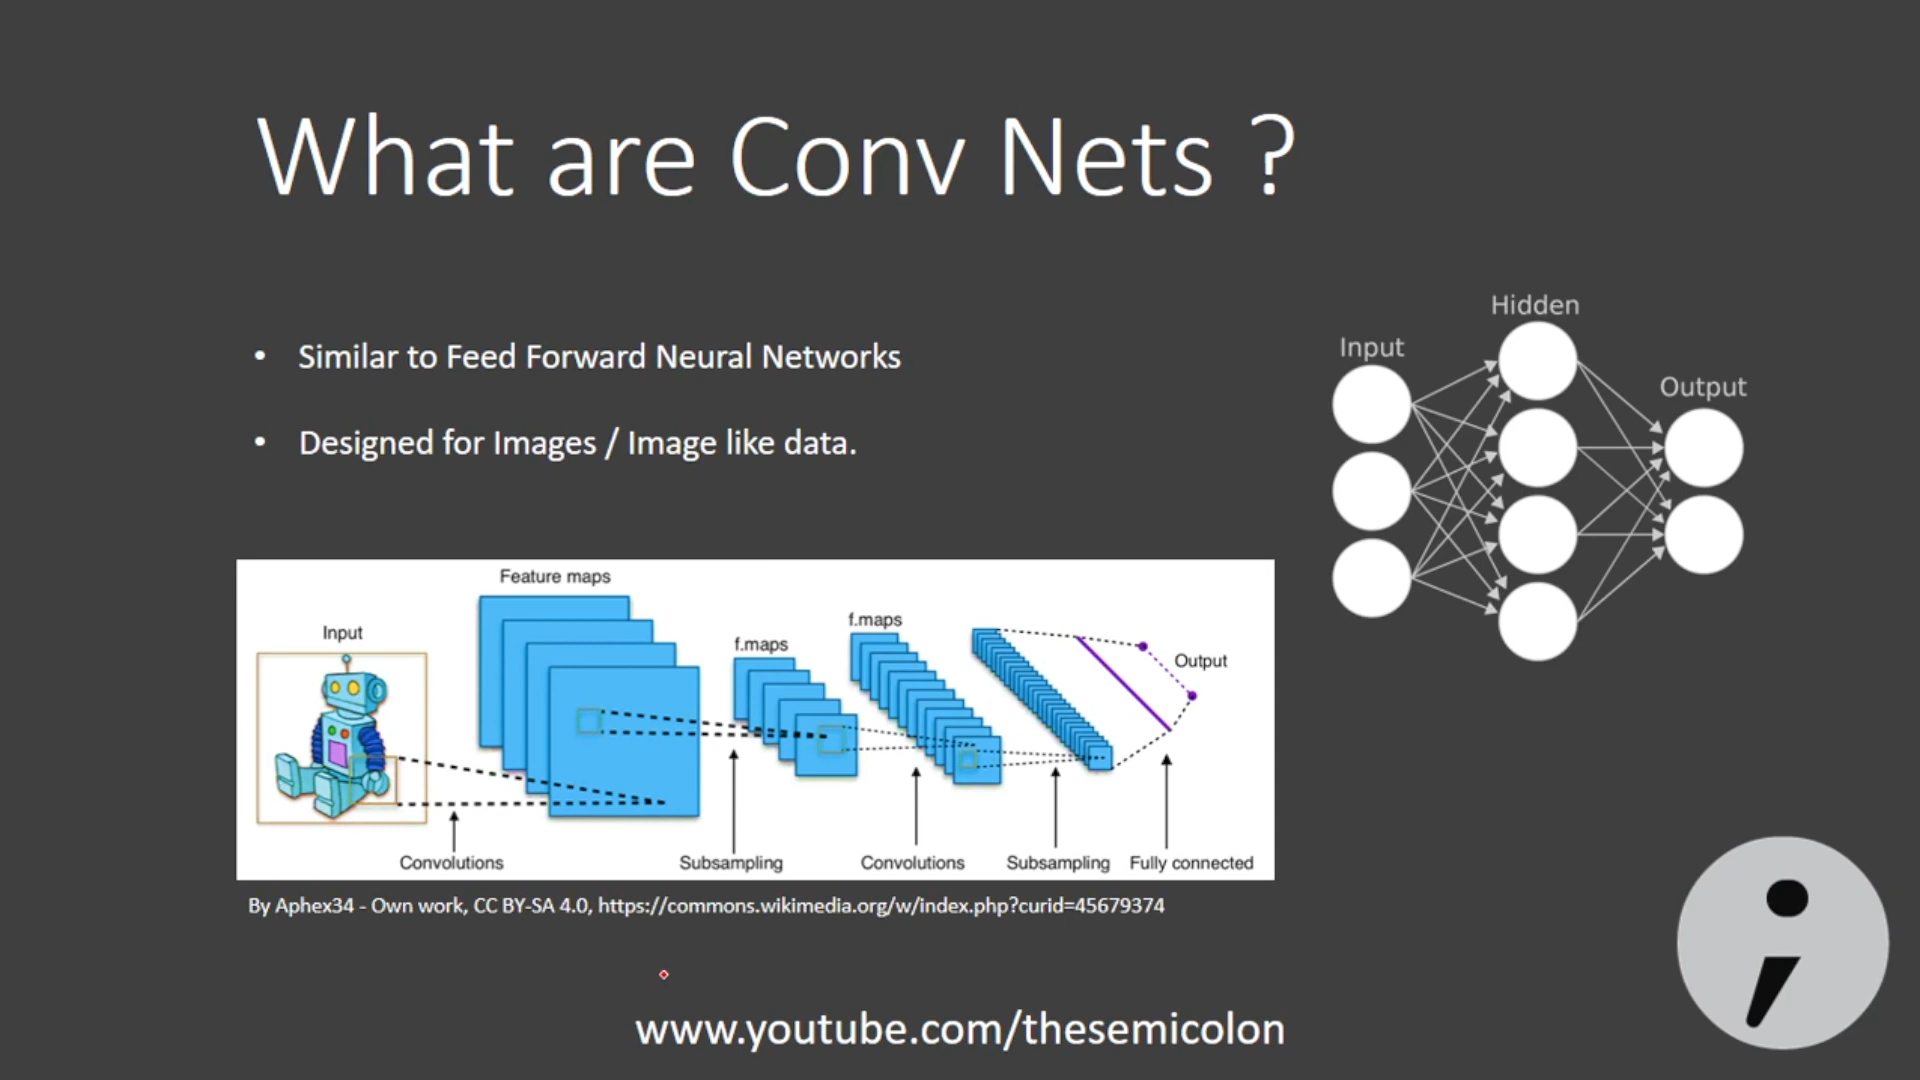 What are Conv Nets ?
• Similar to Feed Forward Neural Networks
• Designed for Images / Image like data.
Hidden
Input
Output
Feature maps
Input
f.maps
f.maps
Output
Convolutions
Subsampling
Convolutions
Subsampling
Fully connected
By Aphex34 - Own work, CC BY-SA 4.0, https://commons.wikimedia.org/w/index.php?curid=45679374
www.youtube.com/thesemicolon
;